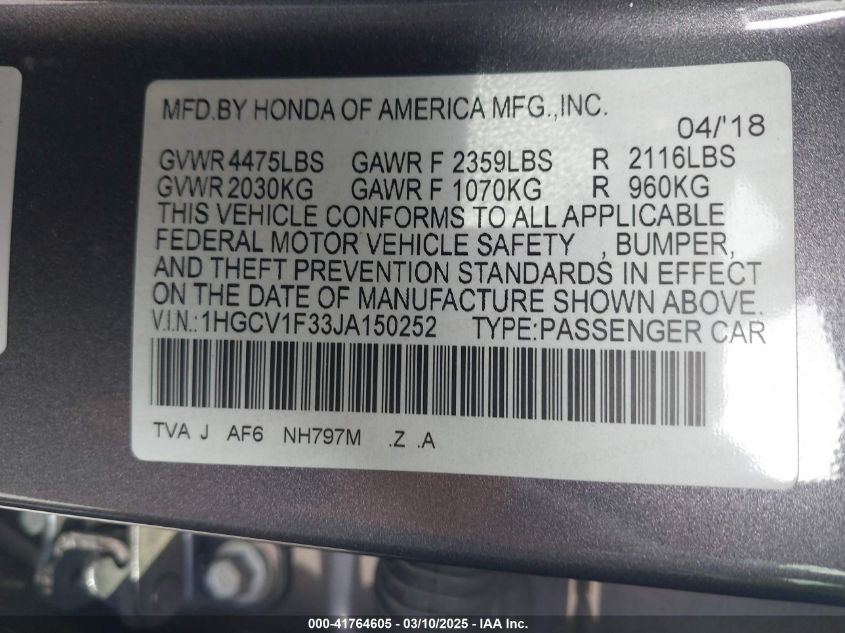 MFD.BY HONDA OF AMERICA MFG.,INC.
04/'18
GVWR 4475LBS GAWR F 2359LBS R 2116LBS
GVWR 2030KG GAWR F 1070KG R 960KG
THIS VEHICLE CONFORMS TO ALL APPLICABLE
FEDERAL MOTOR VEHICLE SAFETY , BUMPER,
AND THEFT PREVENTION STANDARDS IN EFFECT
ON THE DATE OF MANUFACTURE SHOWN ABOVE.
V.I.N.:1HGCV1F33JA150252 TYPE:PASSENGER CAR
TVA J AF6 NH797M .Z .A
000-41764605 - 03/10/2025 - IAA Inc.